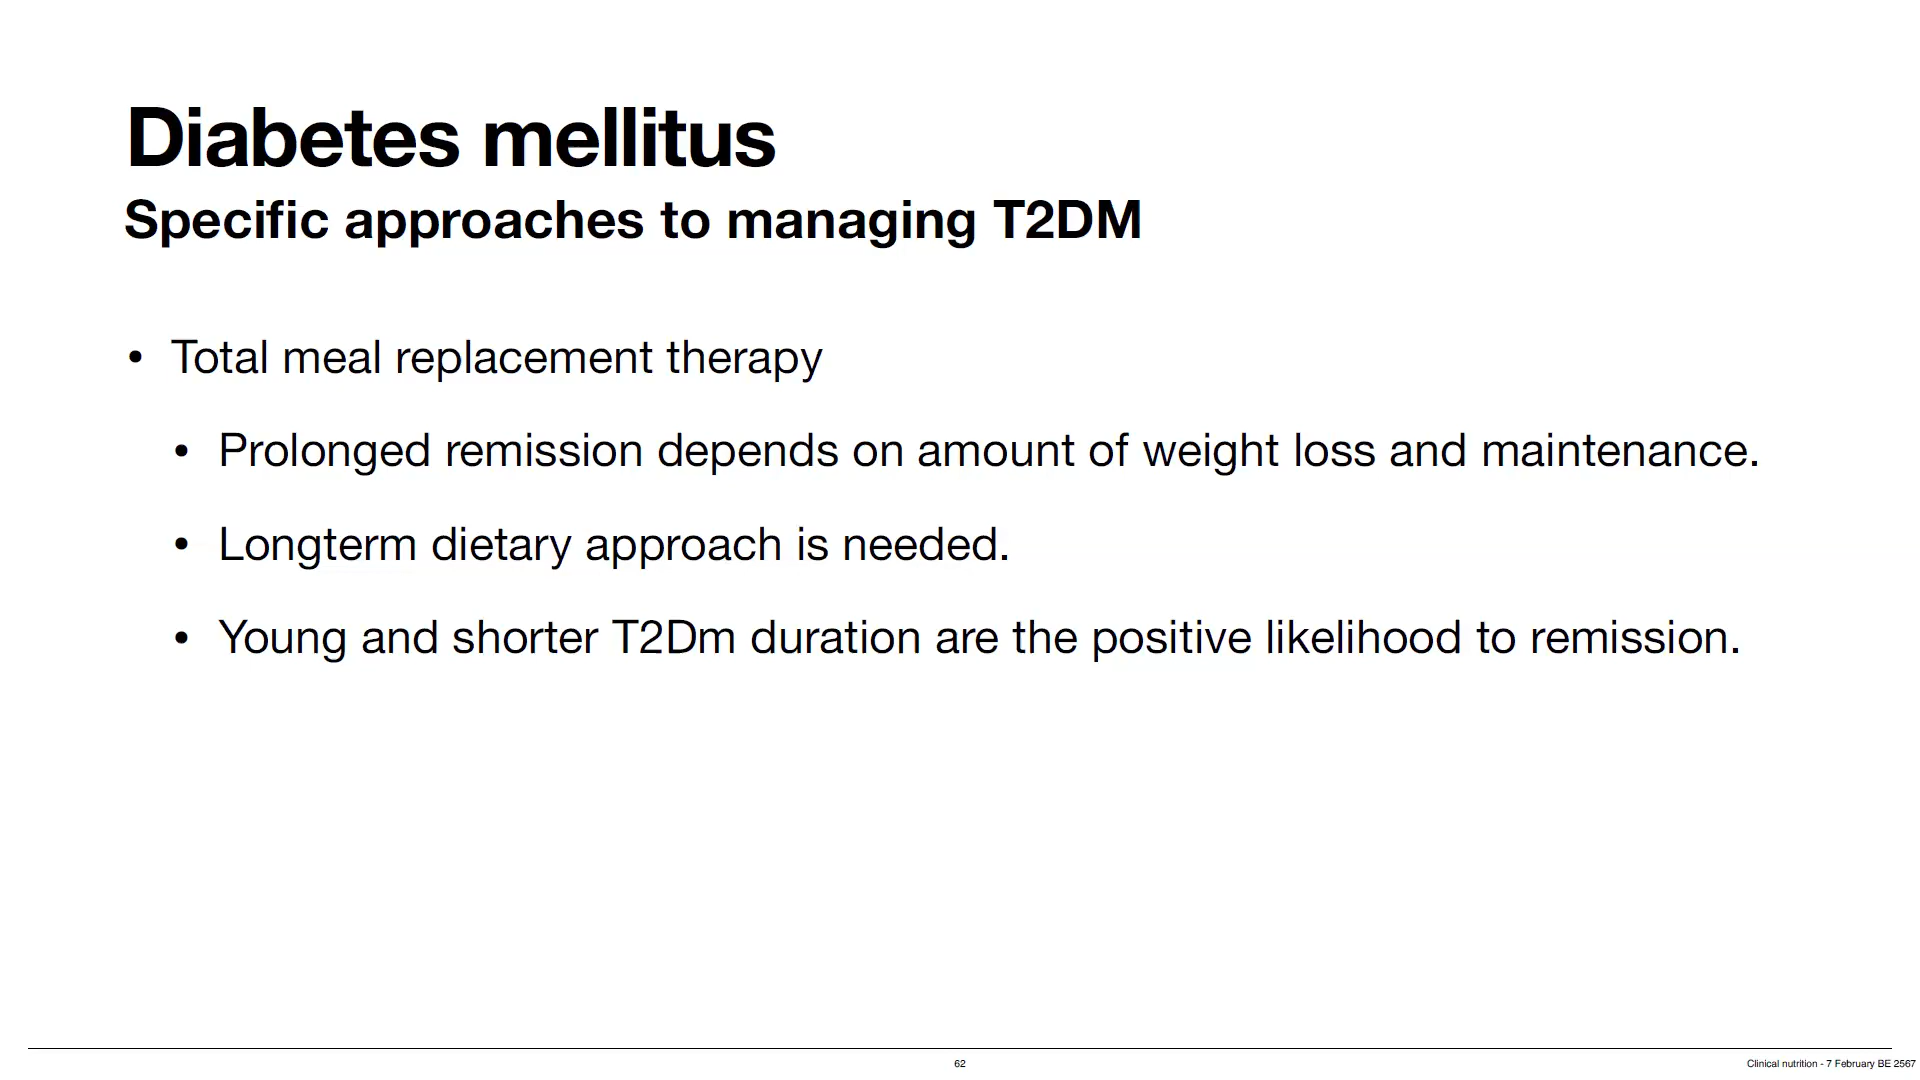 Diabetes mellitus
Specific approaches to managing T2DM
• Total meal replacement therapy
• Prolonged remission depends on amount of weight loss and maintenance.
• Longterm dietary approach is needed.
• Young and shorter T2Dm duration are the positive likelihood to remission.
62
Clinical nutrition - 7 February BE 2567